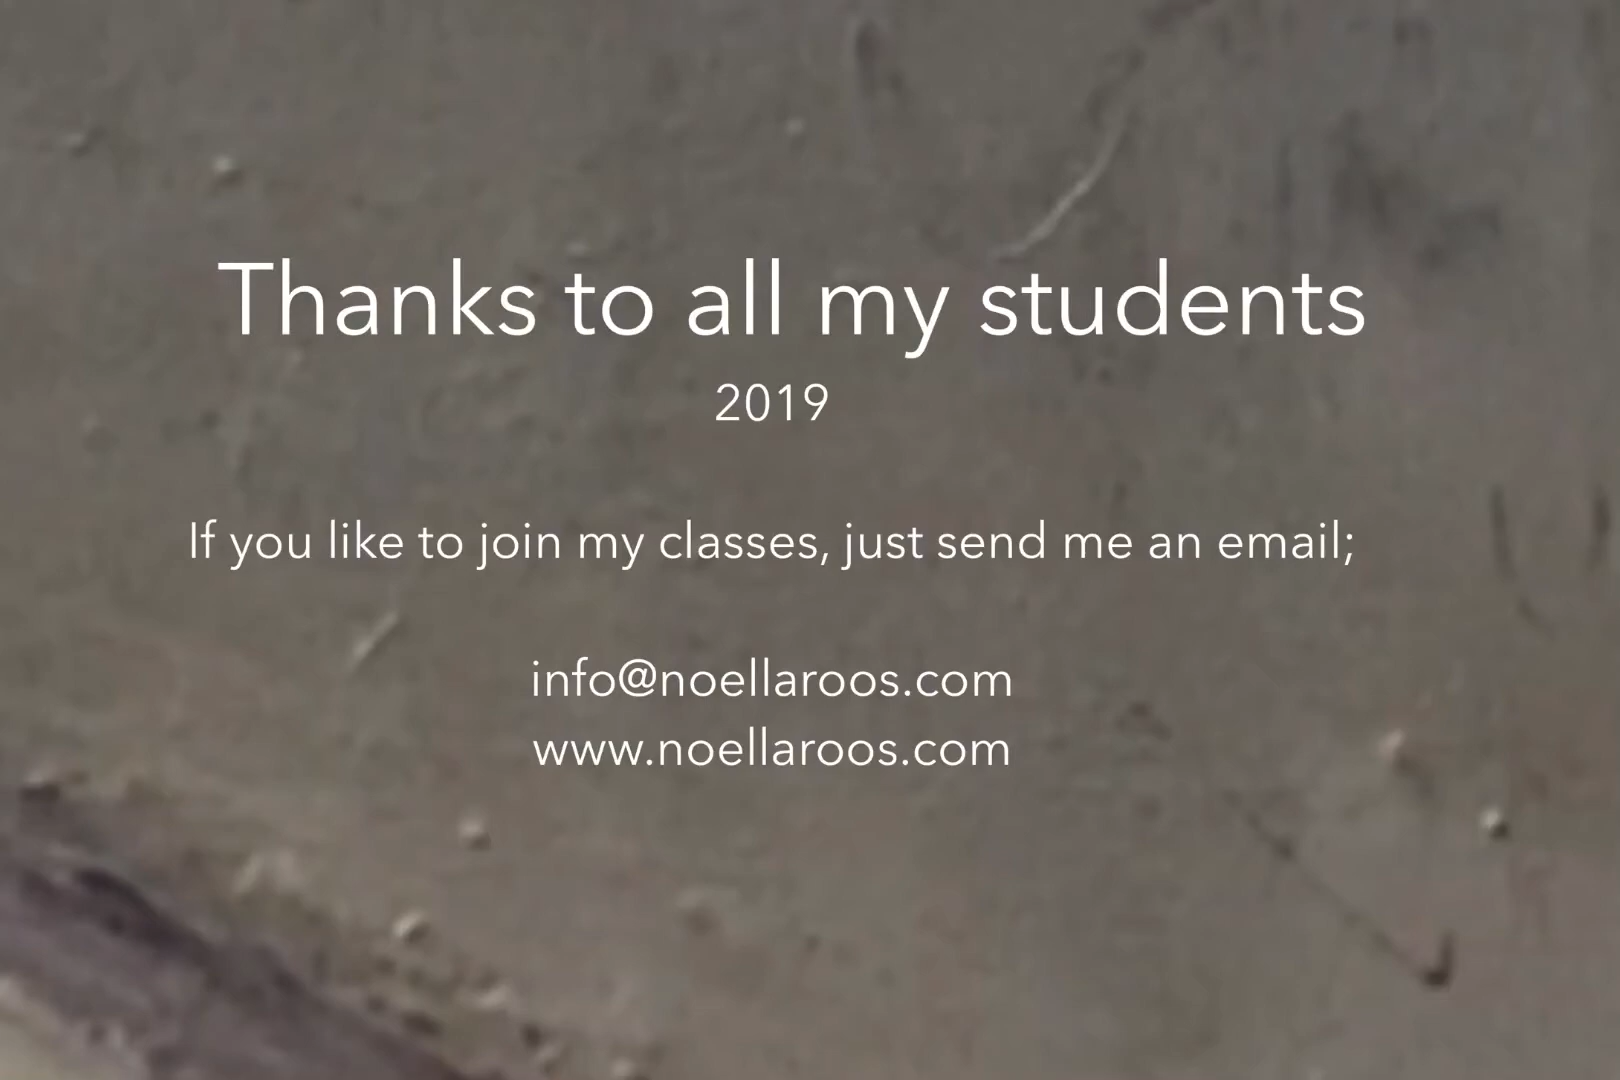 Thanks to all my students
2019
If you like to join my classes, just send me an email;
info@noellaroos.com
www.noellaroos.com